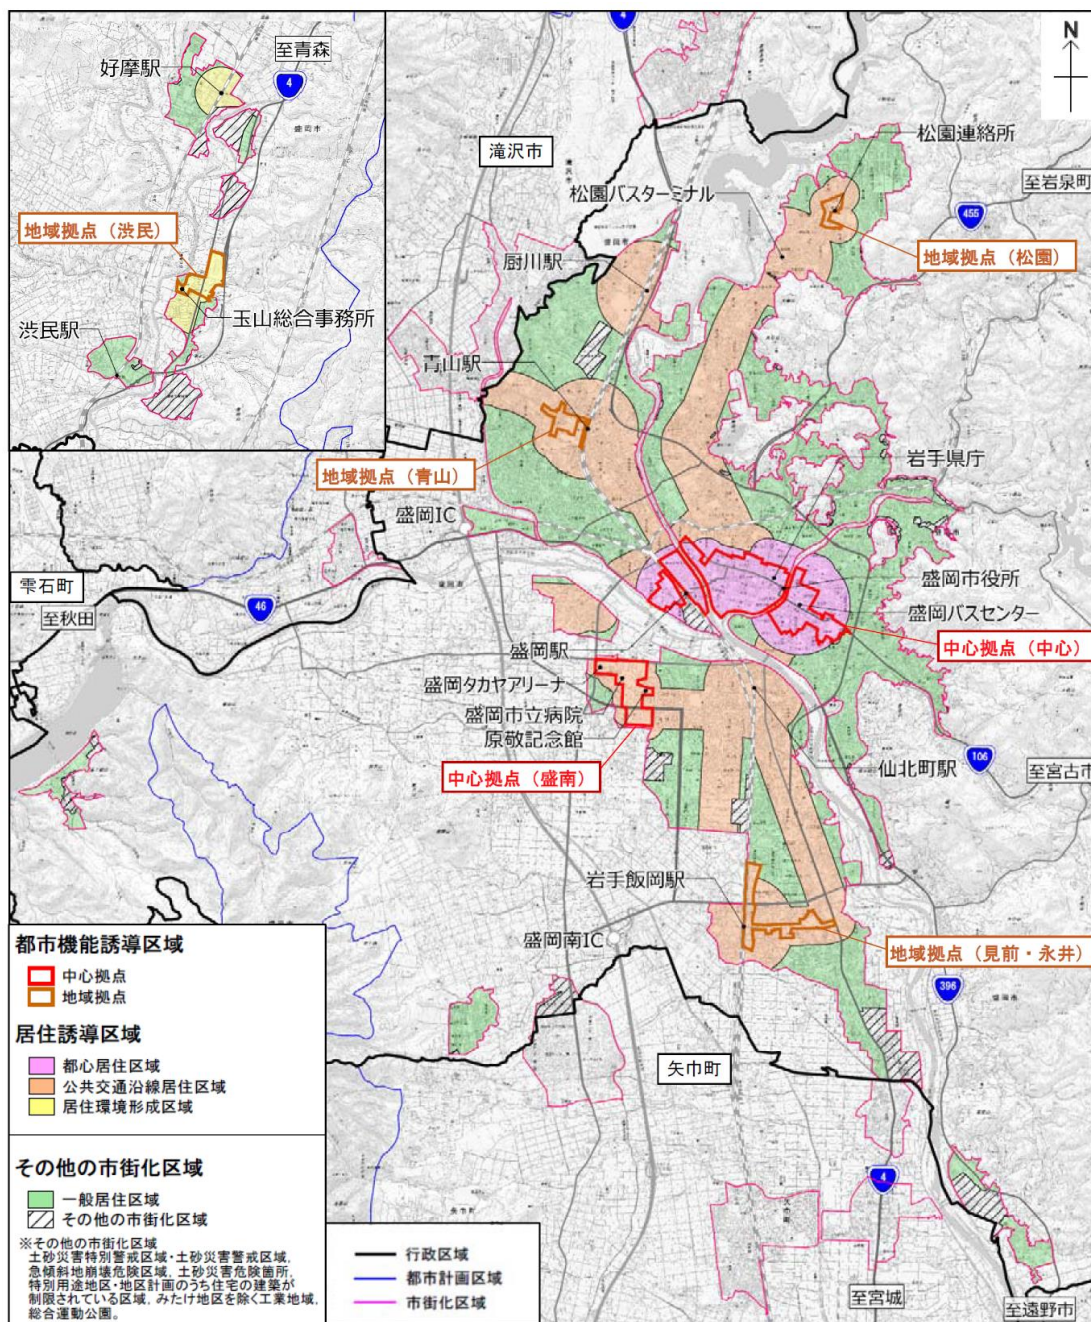 至青森
4
好摩駅
地域拠点（渋民）
玉山総合事務所
渋民駅
4
N
滝沢市
松園連絡所
松園バスターミナル
至岩泉町
455
地域拠点（松園）
厨川駅
青山駅
地域拠点（青山）
岩手県庁
盛岡IC
雫石町
46
至秋田
盛岡市役所
盛岡バスセンター
中心拠点（中心）
盛岡駅
盛岡タカヤアリーナ
盛岡市立病院
原敬記念館
中心拠点（盛南）
仙北町駅
106
至宮古市
岩手飯岡駅
盛岡南IC
地域拠点（見前・永井）
396
矢巾町
4
至宮城
至遠野市
都市機能誘導区域
中心拠点
地域拠点
居住誘導区域
都心居住区域
公共交通沿線居住区域
居住環境形成区域
その他の市街化区域
一般居住区域
その他の市街化区域
※その他の市街化区域
土砂災害特別警戒区域・土砂災害警戒区域，
急傾斜地崩壊危険区域，土砂災害危険箇所，
特別用途地区・地区計画のうち住宅の建築が
制限されている区域，みたけ地区を除く工業地域，
総合運動公園。
行政区域
都市計画区域
市街化区域